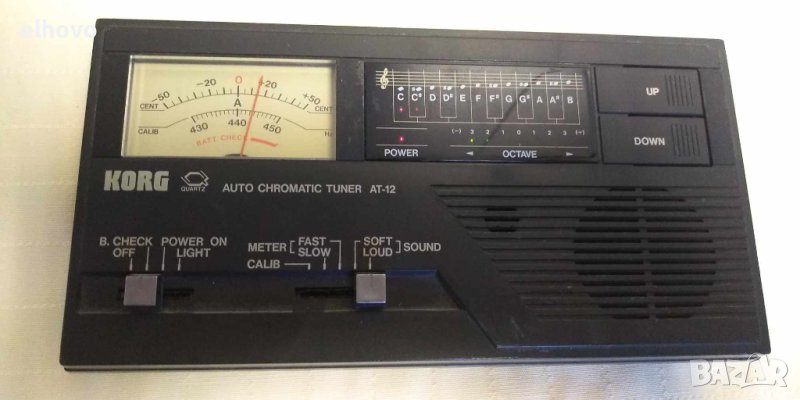 elhovo
-50 -20 0 +20 +50
CENT A CENT
CALIB 430 440 450 Hz
BATT CHECK
C C# D D# E F F# G G# A A# B
(-) 3 2 1 0 1 2 3 (+)
POWER ◄ OCTAVE ►
UP
DOWN
KORG QUARTZ AUTO CHROMATIC TUNER AT-12
B. CHECK POWER ON
OFF LIGHT
METER FAST SOFT SOUND
SLOW LOUD
CALIB
BAZAR